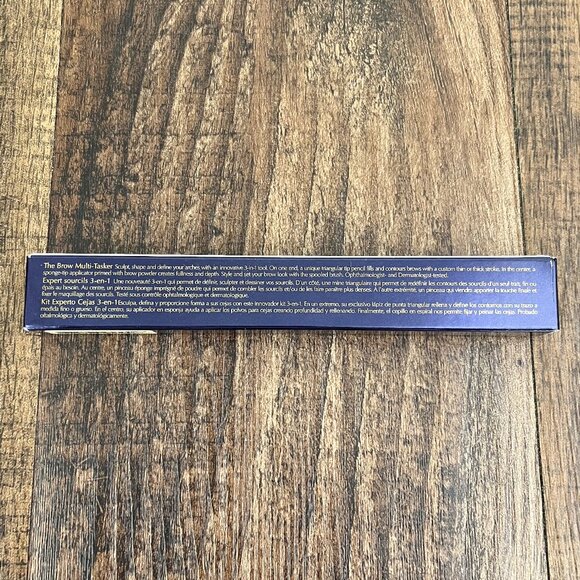 The Brow Multi-Tasker Sculpt, shape and define your arches with an innovative 3-in-1 tool. On one end, a unique triangular tip pencil fills and contours brows with a custom thin or thick stroke. In the center, a
sponge-tip applicator primed with brow powder creates fullness and depth. Style and set your brow look with the spoolied brush. Ophthalmologist- and Dermatologist-tested.
Expert sourcils 3-en-1 Une nouveauté 3-en-1 qui permet de définir, sculpter et dessiner vos sourcils. D'un côté, une mine triangulaire qui permet de redéfinir les contours des sourcils d'un seul trait, fin ou
épais au besoin. Au centre, un pinceau éponge imprégné de poudre qui permet de combler les sourcils et/ou de les faire paraître plus denses. À l'autre extrémité, un pinceau qui viendra apporter la touche finale et
fixer le maquillage des sourcils. Testé sous contrôle ophtalmologique et dermatologique.
Kit Experto Cejas 3-en-1 Esculpa, defina y proporcione forma a sus cejas con este innovador kit 3-en-1. En un extremo, su exclusivo lápiz de punta triangular rellena y define los contornos con su trazo a
medida fino o grueso. En el centro, su aplicador en esponja ayuda a aplicar los polvos para cejas creando profundidad y rellenando. Finalmente, el cepillo en espiral nos permite fijar y peinar las cejas. Probado
oftalmológica y dermatológicamente.